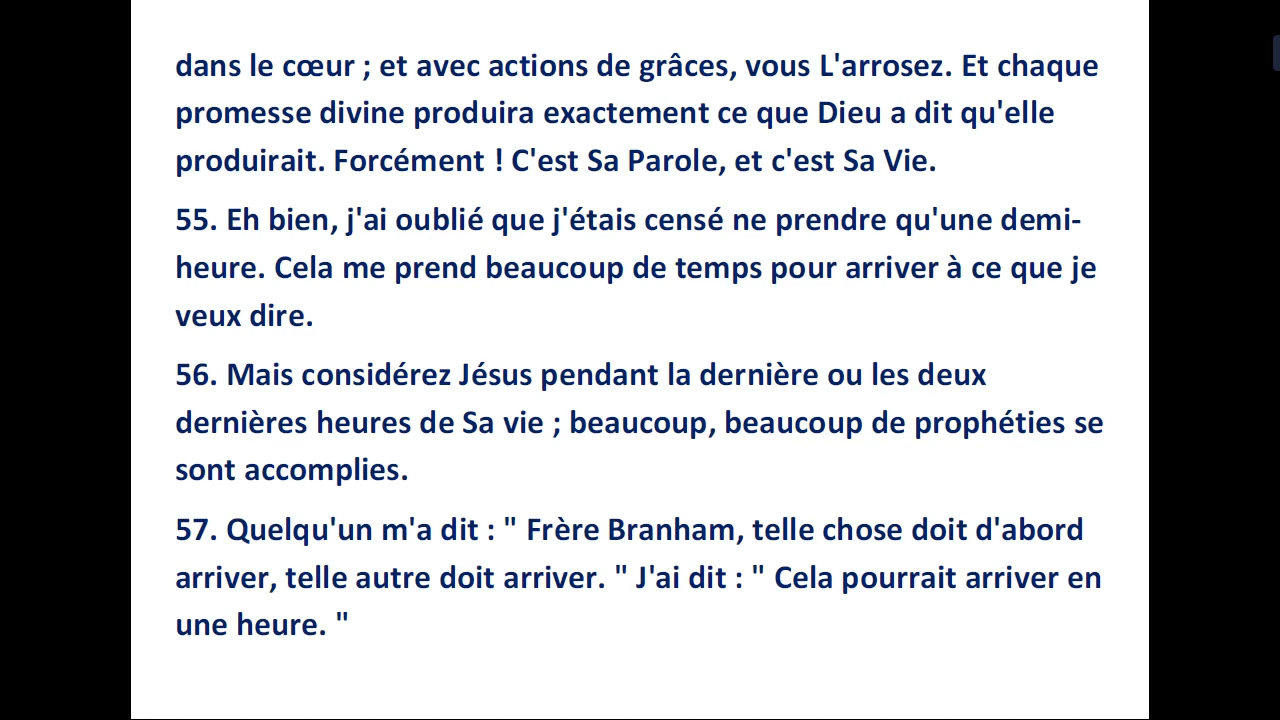 dans le cœur ; et avec actions de grâces, vous L'arrosez. Et chaque
promesse divine produira exactement ce que Dieu a dit qu'elle
produirait. Forcément ! C'est Sa Parole, et c'est Sa Vie.
55. Eh bien, j'ai oublié que j'étais censé ne prendre qu'une demi-
heure. Cela me prend beaucoup de temps pour arriver à ce que je
veux dire.
56. Mais considérez Jésus pendant la dernière ou les deux
dernières heures de Sa vie ; beaucoup, beaucoup de prophéties se
sont accomplies.
57. Quelqu'un m'a dit : " Frère Branham, telle chose doit d'abord
arriver, telle autre doit arriver. " J'ai dit : " Cela pourrait arriver en
une heure. "